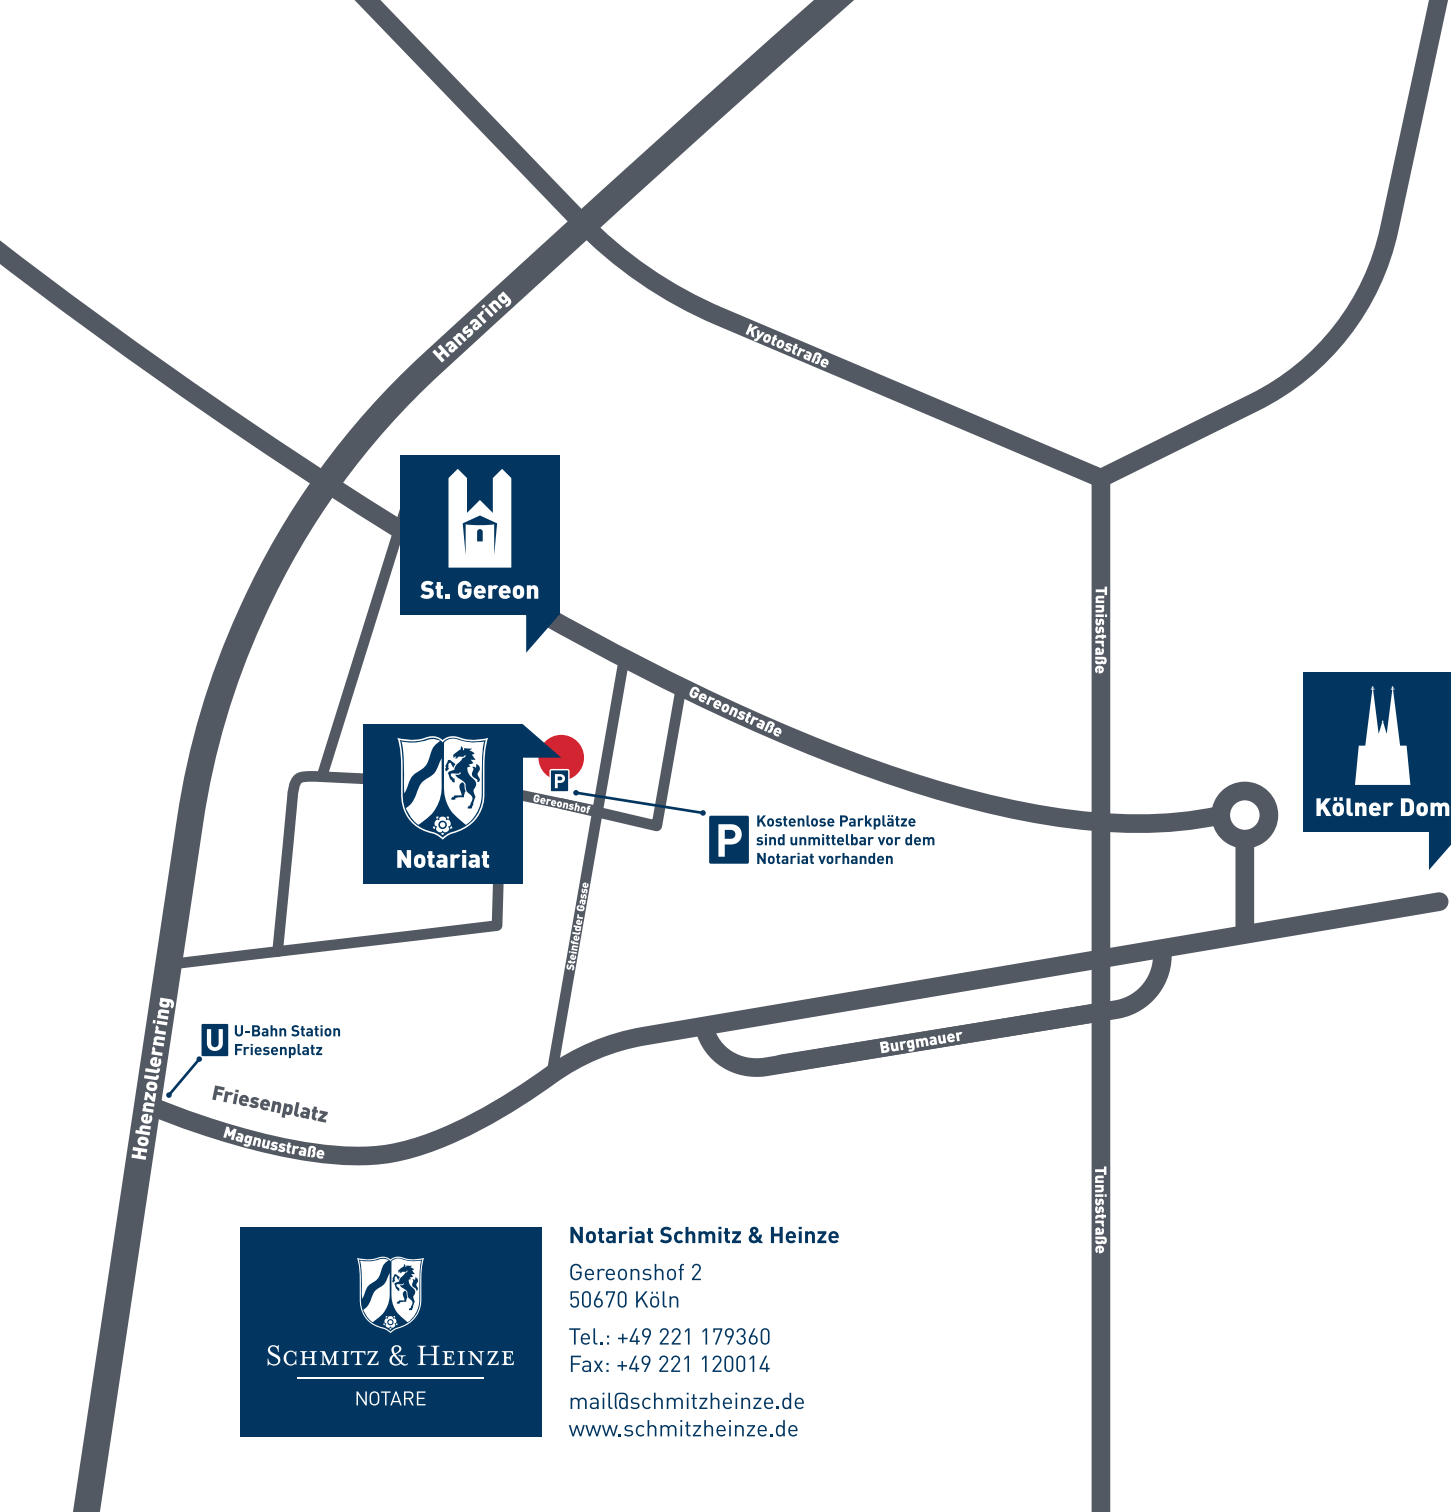 Hansaring
Kyotostraße
St. Gereon
Tunisstraße
Gereonstraße
Kölner Dom
Notariat
P
Gereonshof
P
Kostenlose Parkplätze
sind unmittelbar vor dem
Notariat vorhanden
Steinfelder Gasse
Hohenzollernring
U
U-Bahn Station
Friesenplatz
Burgmauer
Friesenplatz
Magnusstraße
Tunisstraße
SCHMITZ & HEINZE
NOTARE
Notariat Schmitz & Heinze
Gereonshof 2
50670 Köln
Tel.: +49 221 179360
Fax: +49 221 120014
mail@schmitzheinze.de
www.schmitzheinze.de